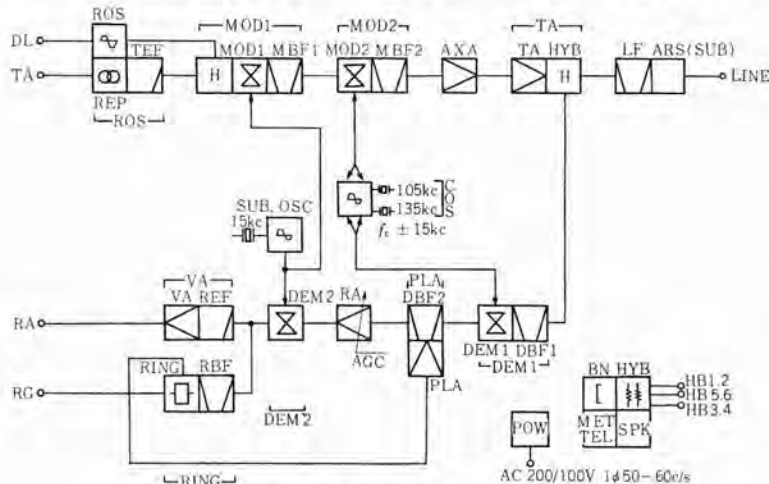 MOD1 MOD2 TA
ROS
DL
TEF MOD1 MBF1 MOD2 MBF2 AXA TA HYB LF ARS(SUB)
TA H H LINE
REP
ROS
SUB. OSC
15kc
105kc
135kc
COS
fc ± 15kc
VA PLA
VA REF DEM2 RA DBF2
RA
AGC DEM1 DBF1
DEM1
RING RBF PLA
RG
DEM2
RING
BN HYB
HB1.2
HB5.6
HB3.4
MET
TEL SPK
POW
AC 200/100V 1φ50-60c/s